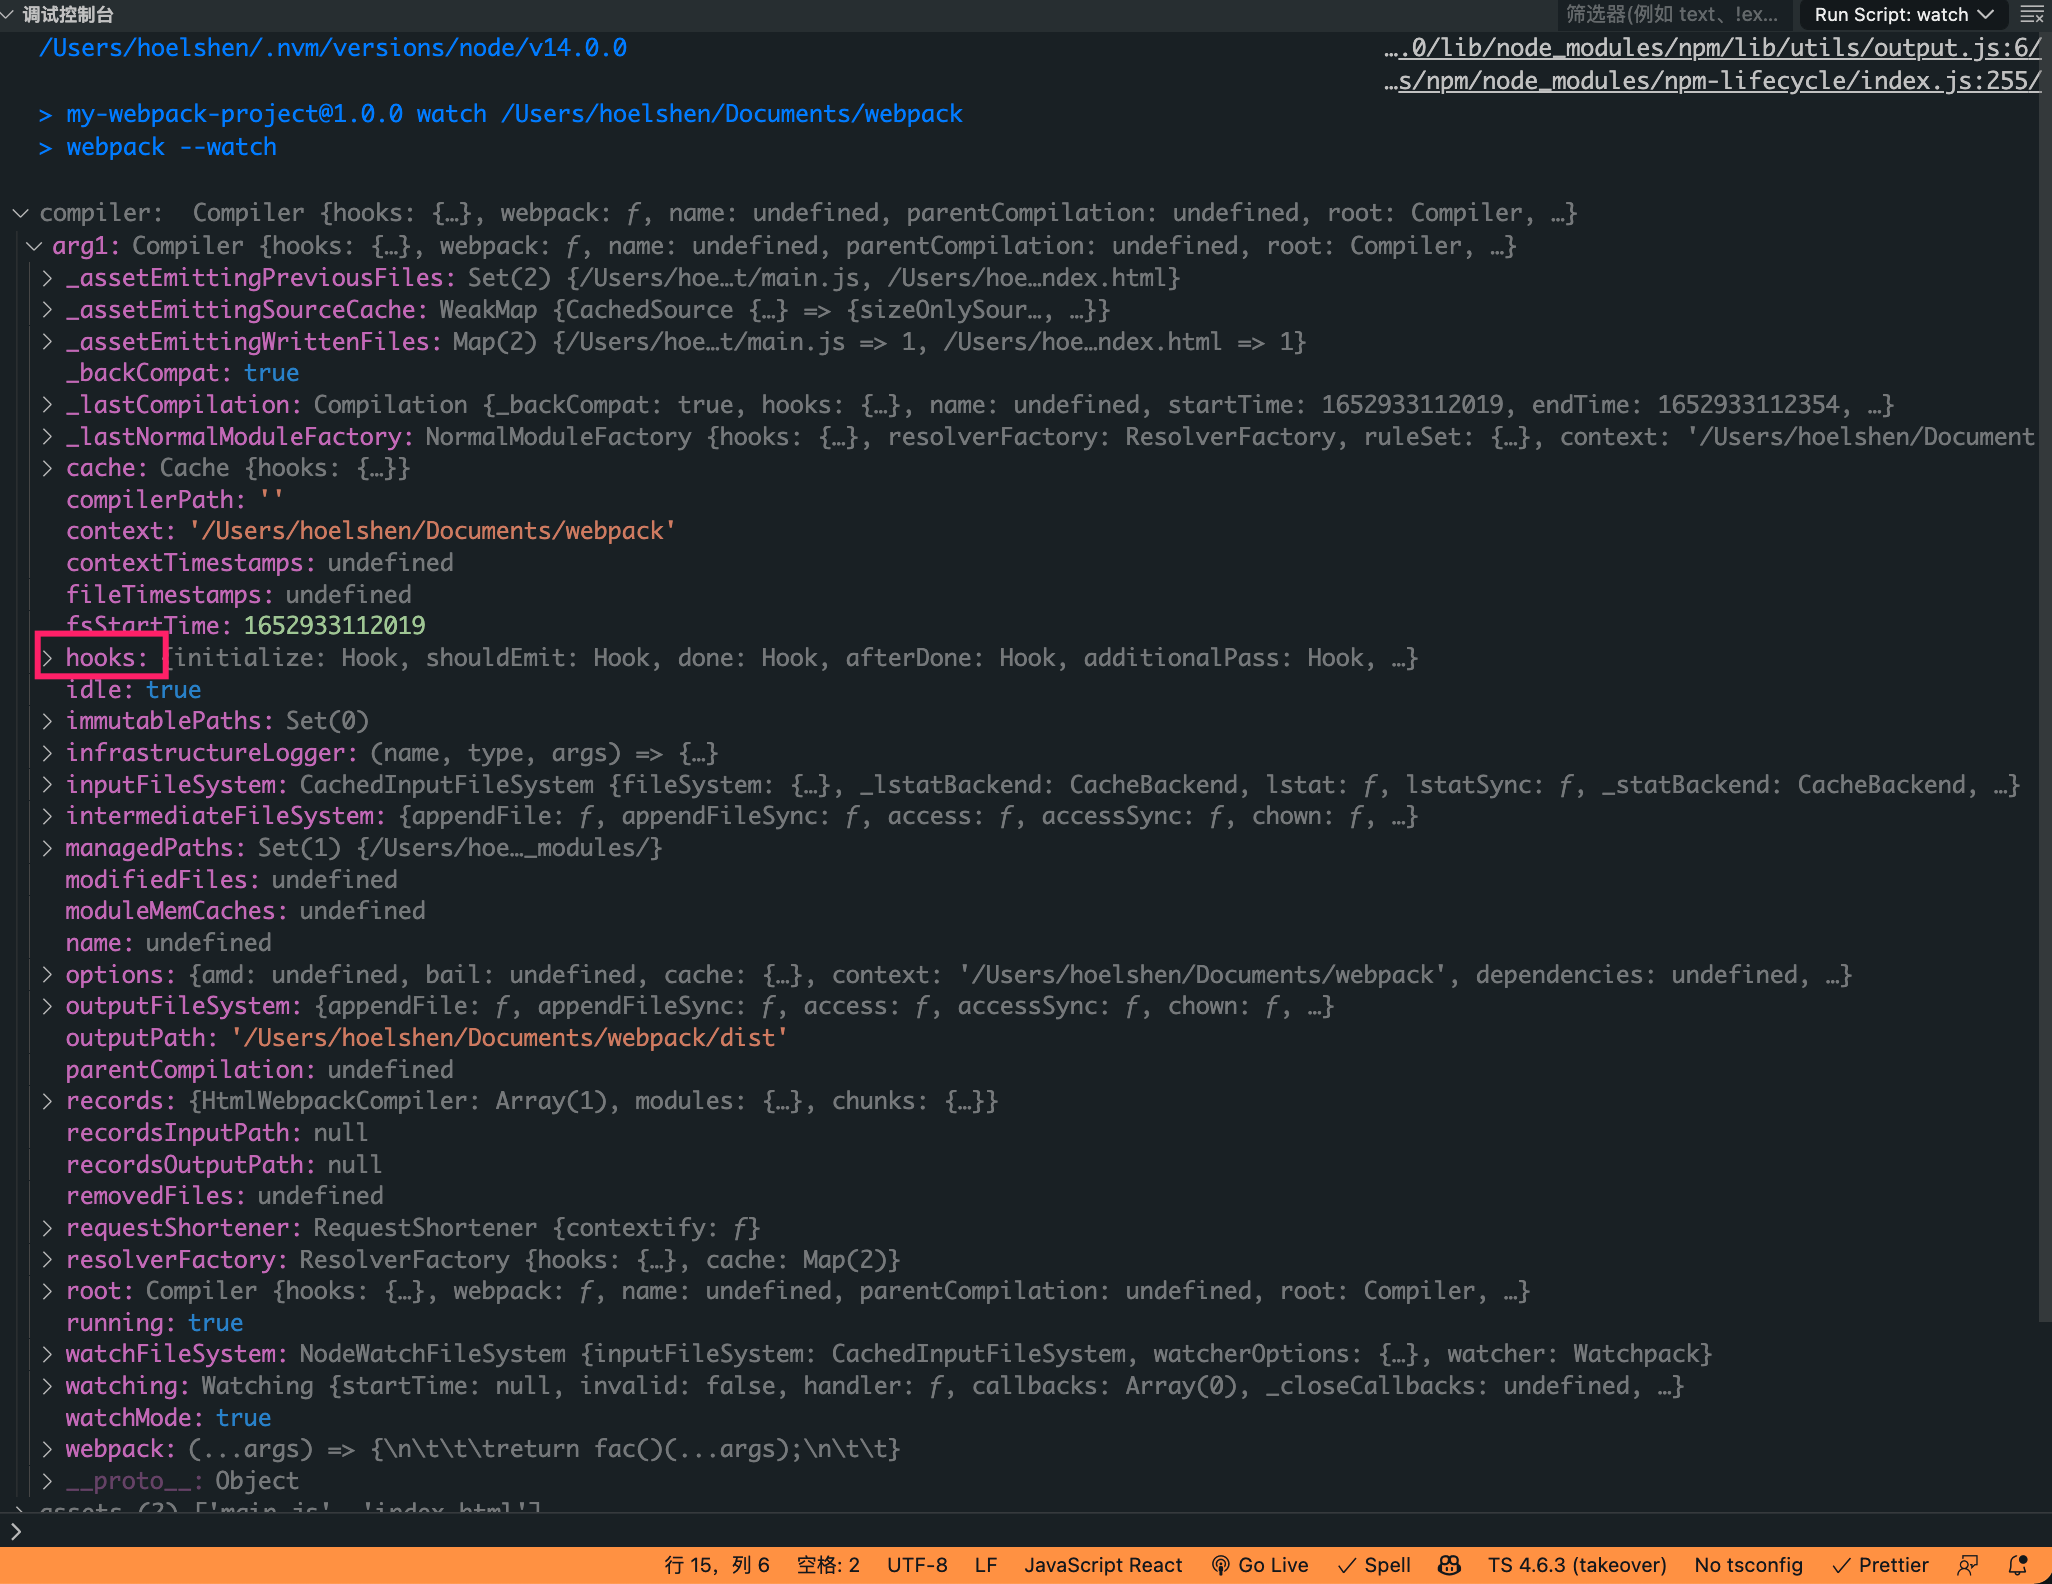 调试控制台
筛选器(例如 text、!ex...
Run Script: watch
/Users/hoelshen/.nvm/versions/node/v14.0.0
….0/lib/node_modules/npm/lib/utils/output.js:6/
…s/npm/node_modules/npm-lifecycle/index.js:255/
> my-webpack-project@1.0.0 watch /Users/hoelshen/Documents/webpack
> webpack --watch
compiler:  Compiler {hooks: {…}, webpack: ƒ, name: undefined, parentCompilation: undefined, root: Compiler, …}
arg1: Compiler {hooks: {…}, webpack: ƒ, name: undefined, parentCompilation: undefined, root: Compiler, …}
_assetEmittingPreviousFiles: Set(2) {/Users/hoe…t/main.js, /Users/hoe…ndex.html}
_assetEmittingSourceCache: WeakMap {CachedSource {…} => {sizeOnlySour…, …}}
_assetEmittingWrittenFiles: Map(2) {/Users/hoe…t/main.js => 1, /Users/hoe…ndex.html => 1}
_backCompat: true
_lastCompilation: Compilation {_backCompat: true, hooks: {…}, name: undefined, startTime: 1652933112019, endTime: 1652933112354, …}
_lastNormalModuleFactory: NormalModuleFactory {hooks: {…}, resolverFactory: ResolverFactory, ruleSet: {…}, context: '/Users/hoelshen/Document
cache: Cache {hooks: {…}}
compilerPath: ''
context: '/Users/hoelshen/Documents/webpack'
contextTimestamps: undefined
fileTimestamps: undefined
fsStartTime: 1652933112019
hooks: {initialize: Hook, shouldEmit: Hook, done: Hook, afterDone: Hook, additionalPass: Hook, …}
idle: true
immutablePaths: Set(0)
infrastructureLogger: (name, type, args) => {…}
inputFileSystem: CachedInputFileSystem {fileSystem: {…}, _lstatBackend: CacheBackend, lstat: ƒ, lstatSync: ƒ, _statBackend: CacheBackend, …}
intermediateFileSystem: {appendFile: ƒ, appendFileSync: ƒ, access: ƒ, accessSync: ƒ, chown: ƒ, …}
managedPaths: Set(1) {/Users/hoe…_modules/}
modifiedFiles: undefined
moduleMemCaches: undefined
name: undefined
options: {amd: undefined, bail: undefined, cache: {…}, context: '/Users/hoelshen/Documents/webpack', dependencies: undefined, …}
outputFileSystem: {appendFile: ƒ, appendFileSync: ƒ, access: ƒ, accessSync: ƒ, chown: ƒ, …}
outputPath: '/Users/hoelshen/Documents/webpack/dist'
parentCompilation: undefined
records: {HtmlWebpackCompiler: Array(1), modules: {…}, chunks: {…}}
recordsInputPath: null
recordsOutputPath: null
removedFiles: undefined
requestShortener: RequestShortener {contextify: ƒ}
resolverFactory: ResolverFactory {hooks: {…}, cache: Map(2)}
root: Compiler {hooks: {…}, webpack: ƒ, name: undefined, parentCompilation: undefined, root: Compiler, …}
running: true
watchFileSystem: NodeWatchFileSystem {inputFileSystem: CachedInputFileSystem, watcherOptions: {…}, watcher: Watchpack}
watching: Watching {startTime: null, invalid: false, handler: ƒ, callbacks: Array(0), _closeCallbacks: undefined, …}
watchMode: true
webpack: (...args) => {\n\t\t\treturn fac()(...args);\n\t\t}
__proto__: Object
assets (2) ['main.js', 'index.html']
行 15，列 6 空格: 2 UTF-8 LF JavaScript React Go Live Spell TS 4.6.3 (takeover) No tsconfig Prettier